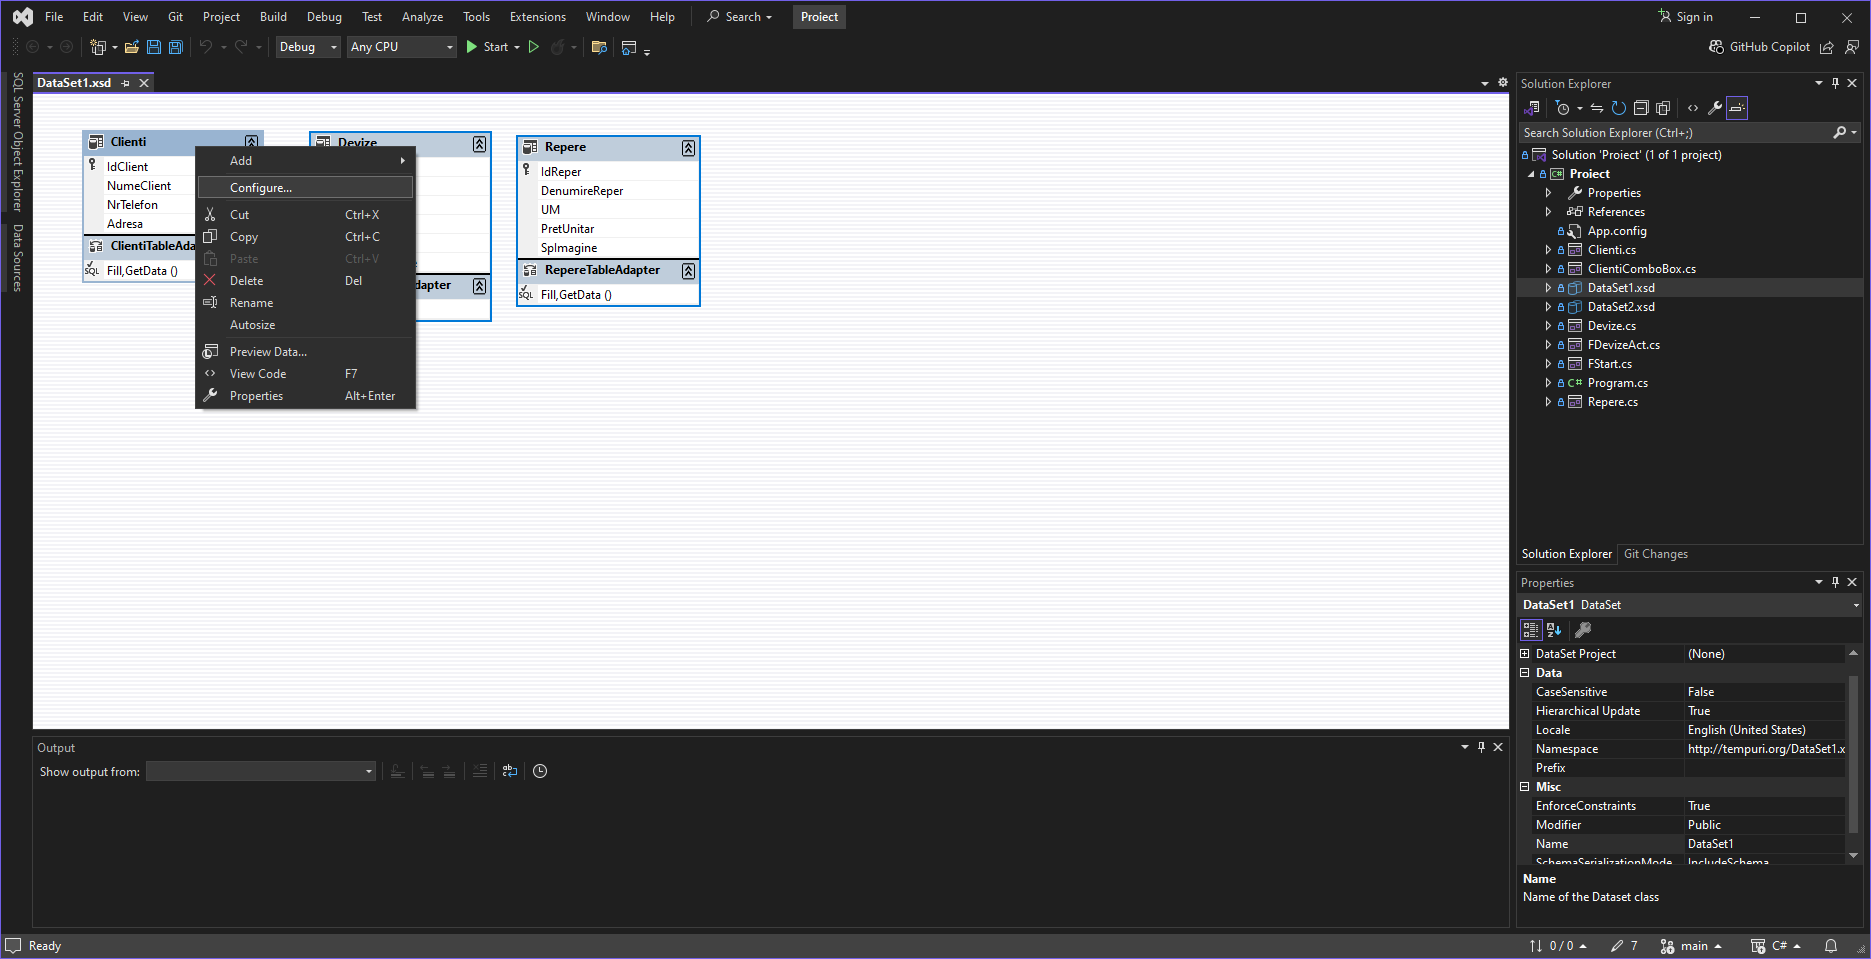 File Edit View Git Project Build Debug Test Analyze Tools Extensions Window Help Search Project Sign in
Debug Any CPU Start GitHub Copilot
SQL Server Object Explorer
Data Sources
DataSet1.xsd
Clienti
IdClient
NumeClient
NrTelefon
Adresa
ClientiTableAda
Fill,GetData ()
Devize
dapter
Repere
IdReper
DenumireReper
UM
PretUnitar
SpImagine
RepereTableAdapter
Fill,GetData ()
Add
Configure...
Cut Ctrl+X
Copy Ctrl+C
Paste Ctrl+V
Delete Del
Rename
Autosize
Preview Data...
View Code F7
Properties Alt+Enter
Output
Show output from:
Solution Explorer
Search Solution Explorer (Ctrl+;)
Solution 'Proiect' (1 of 1 project)
Proiect
Properties
References
App.config
Clienti.cs
ClientiComboBox.cs
DataSet1.xsd
DataSet2.xsd
Devize.cs
FDevizeAct.cs
FStart.cs
C# Program.cs
Repere.cs
Solution Explorer Git Changes
Properties
DataSet1 DataSet
DataSet Project (None)
Data
CaseSensitive False
Hierarchical Update True
Locale English (United States)
Namespace http://tempuri.org/DataSet1.x
Prefix
Misc
EnforceConstraints True
Modifier Public
Name DataSet1
SchemaSerializationMode IncludeSchema
Name
Name of the Dataset class
Ready 0 / 0 7 main C#